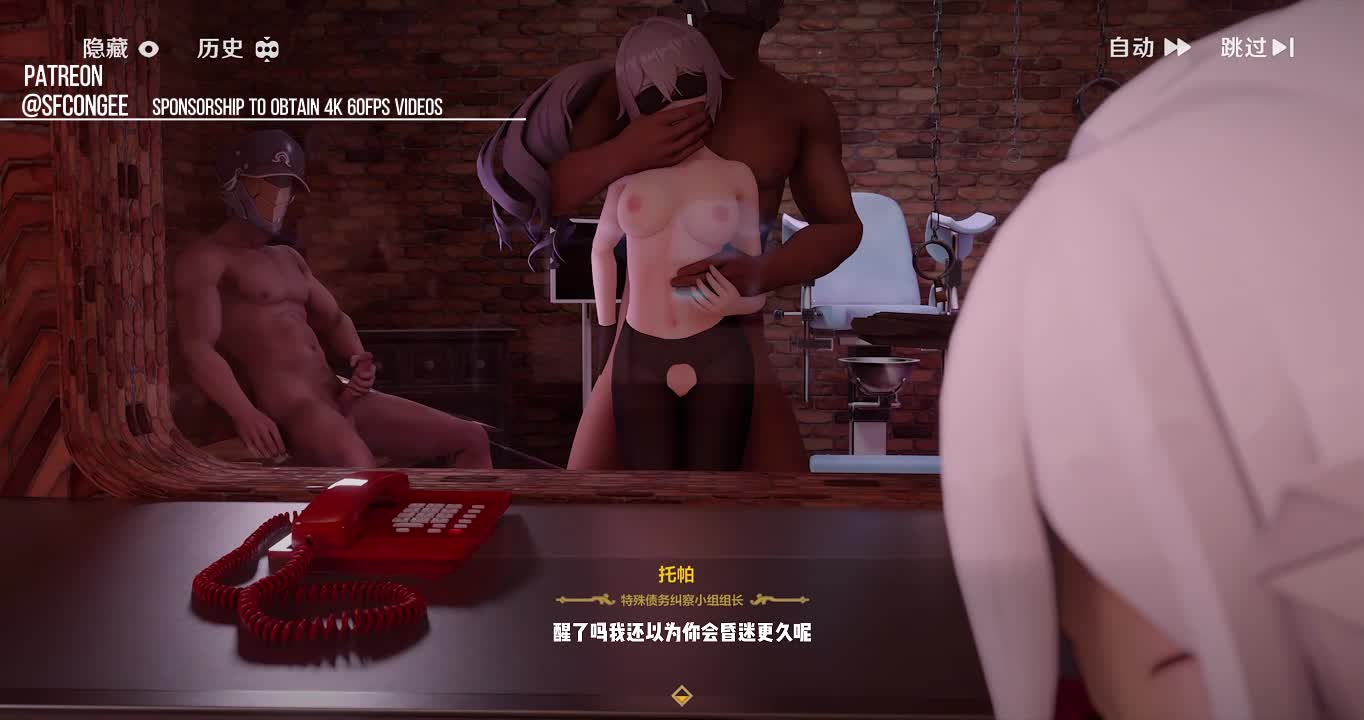 隐藏 历史 自动 跳过
PATREON
@SFCONGEE SPONSORSHIP TO OBTAIN 4K 60FPS VIDEOS
托帕
特殊债务纠察小组组长
醒了吗我还以为你会昏迷更久呢